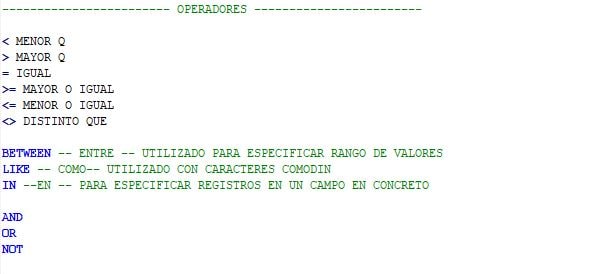 ------------------------ OPERADORES ------------------------
< MENOR Q
> MAYOR Q
= IGUAL
>= MAYOR O IGUAL
<= MENOR O IGUAL
<> DISTINTO QUE
BETWEEN -- ENTRE -- UTILIZADO PARA ESPECIFICAR RANGO DE VALORES
LIKE -- COMO-- UTILIZADO CON CARACTERES COMODIN
IN --EN -- PARA ESPECIFICAR REGISTROS EN UN CAMPO EN CONCRETO
AND
OR
NOT